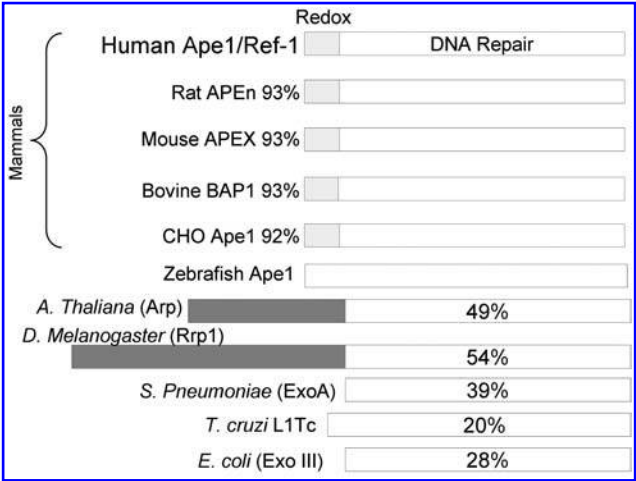 Redox
Human Ape1/Ref-1 DNA Repair
Mammals
Rat APEn 93%
Mouse APEX 93%
Bovine BAP1 93%
CHO Ape1 92%
Zebrafish Ape1
A. Thaliana (Arp) 49%
D. Melanogaster (Rrp1)
54%
S. Pneumoniae (ExoA) 39%
T. cruzi L1Tc 20%
E. coli (Exo III) 28%